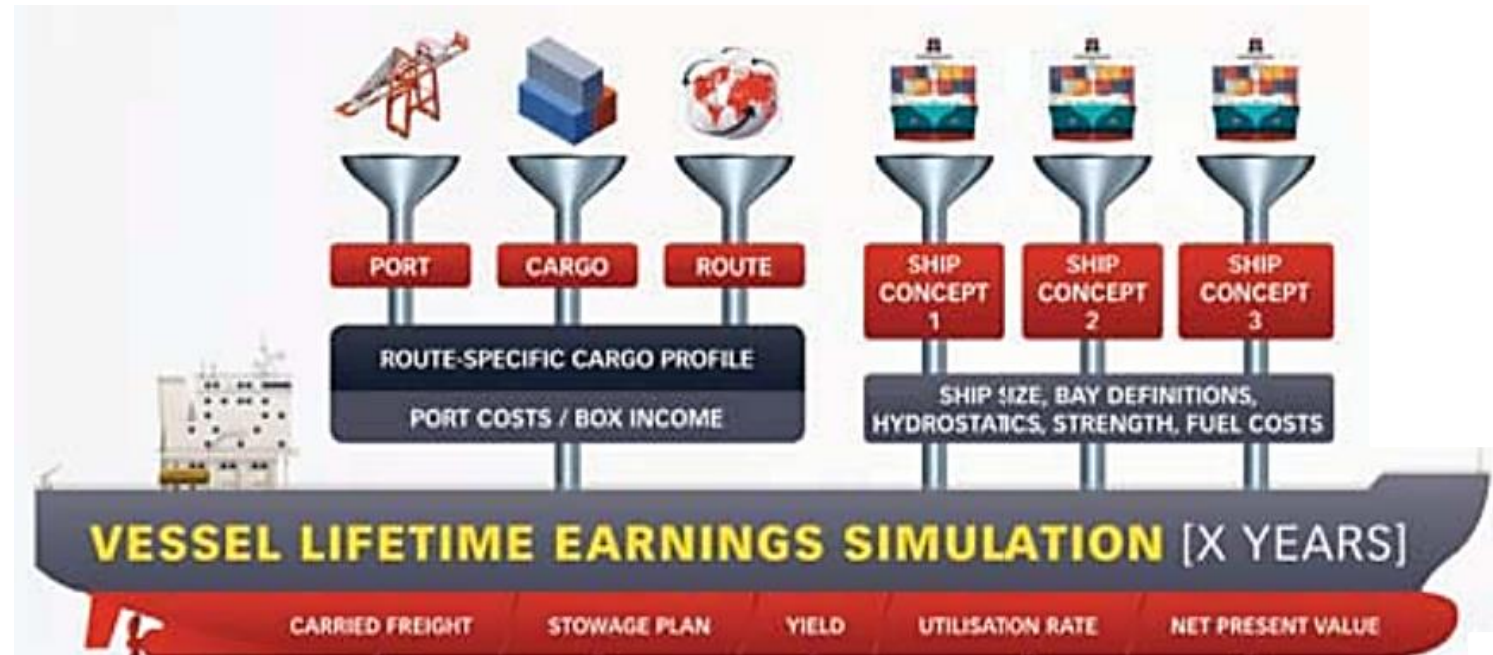 PORT
CARGO
ROUTE
SHIP
CONCEPT
1
SHIP
CONCEPT
2
SHIP
CONCEPT
3
ROUTE-SPECIFIC CARGO PROFILE
PORT COSTS / BOX INCOME
SHIP SIZE, BAY DEFINITIONS,
HYDROSTATICS, STRENGTH, FUEL COSTS
VESSEL LIFETIME EARNINGS SIMULATION [X YEARS]
CARRIED FREIGHT
STOWAGE PLAN
YIELD
UTILISATION RATE
NET PRESENT VALUE